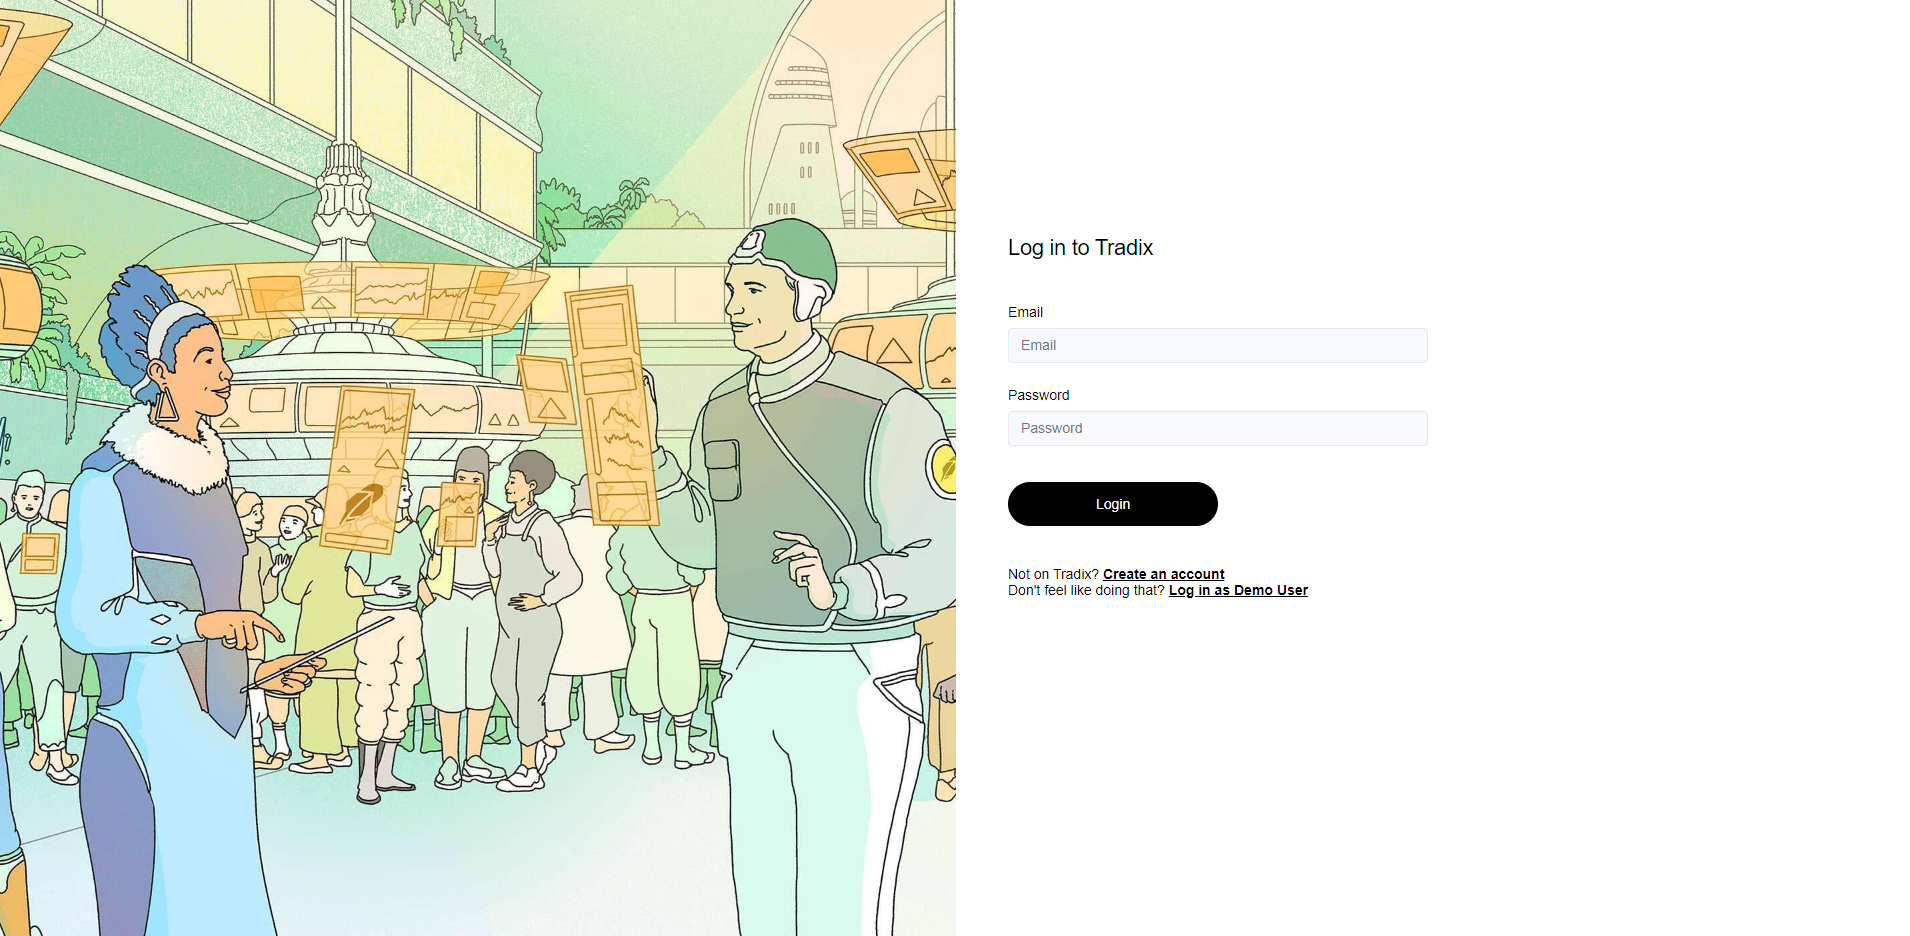 Log in to Tradix
Email
Email
Password
Password
Login
Not on Tradix? Create an account
Don't feel like doing that? Log in as Demo User